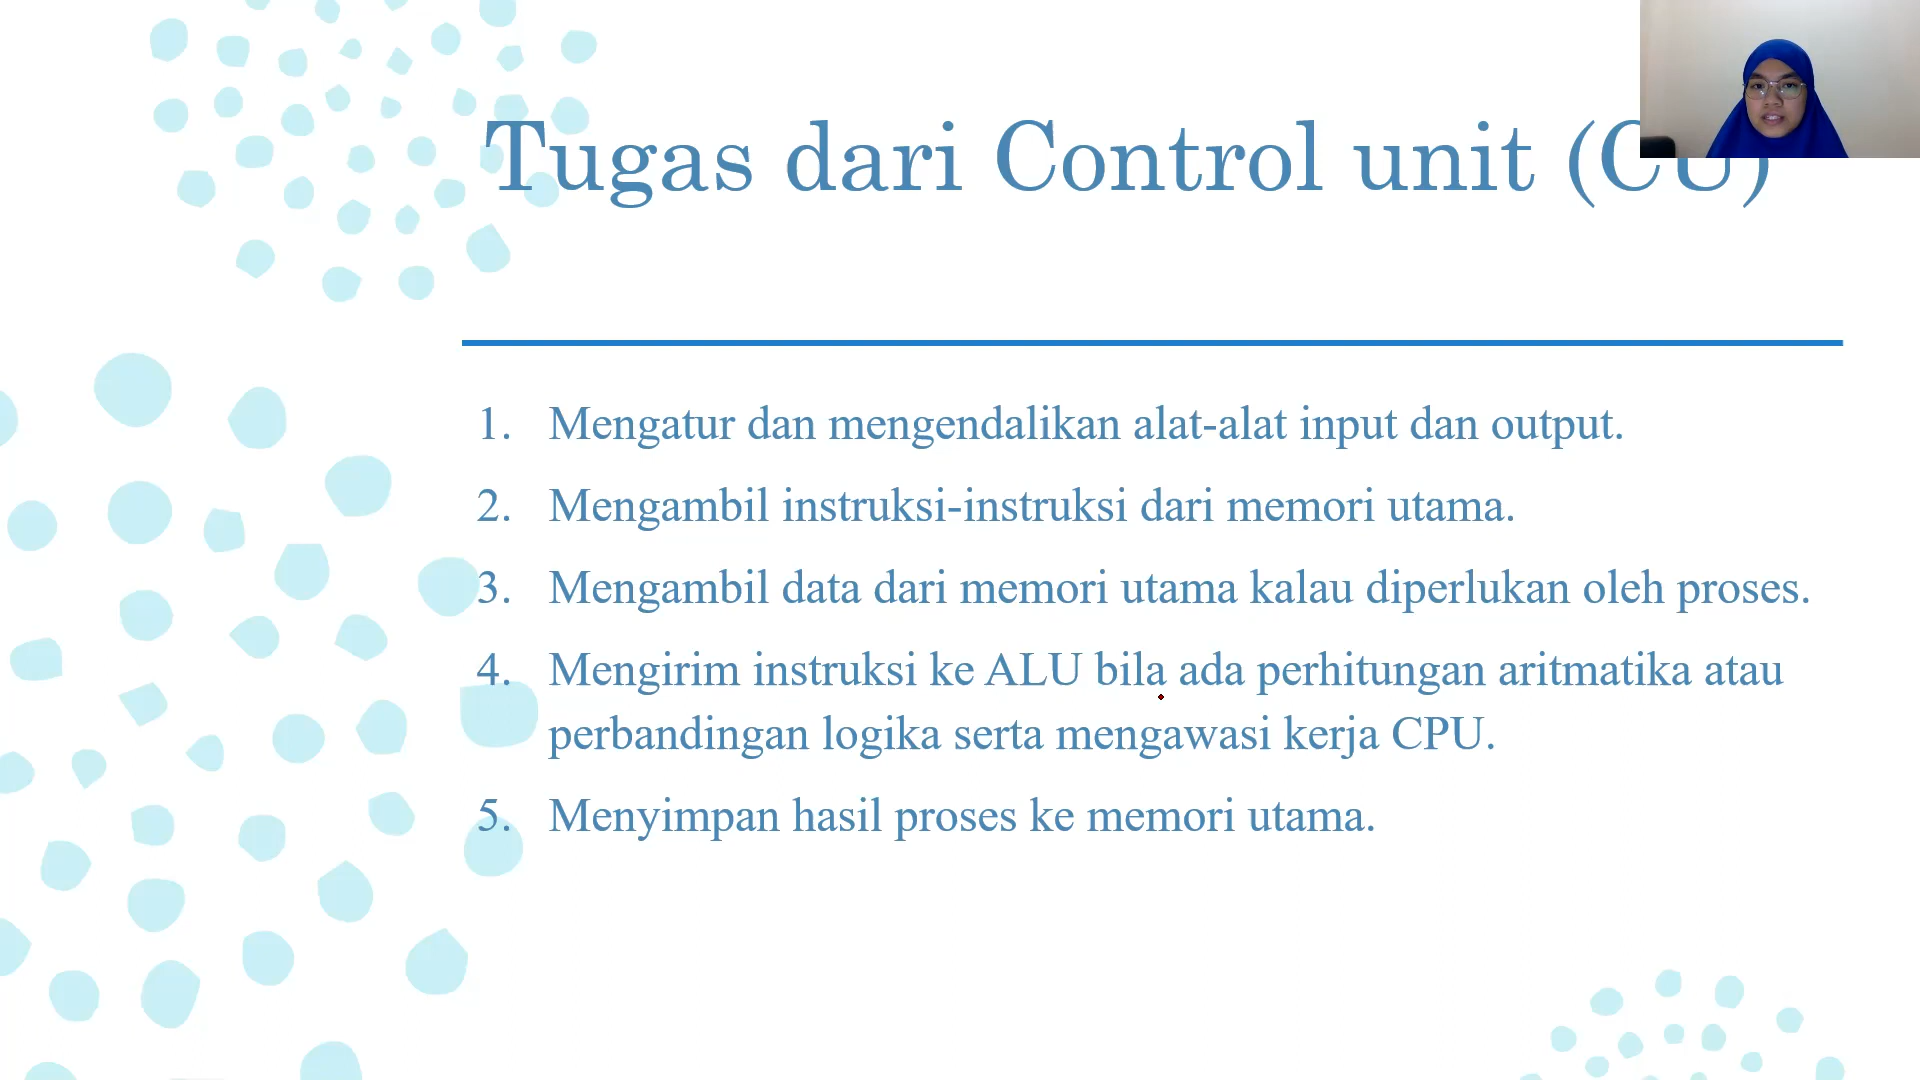 Tugas dari Control unit (CU)
1. Mengatur dan mengendalikan alat-alat input dan output.
2. Mengambil instruksi-instruksi dari memori utama.
3. Mengambil data dari memori utama kalau diperlukan oleh proses.
4. Mengirim instruksi ke ALU bila ada perhitungan aritmatika atau
perbandingan logika serta mengawasi kerja CPU.
5. Menyimpan hasil proses ke memori utama.